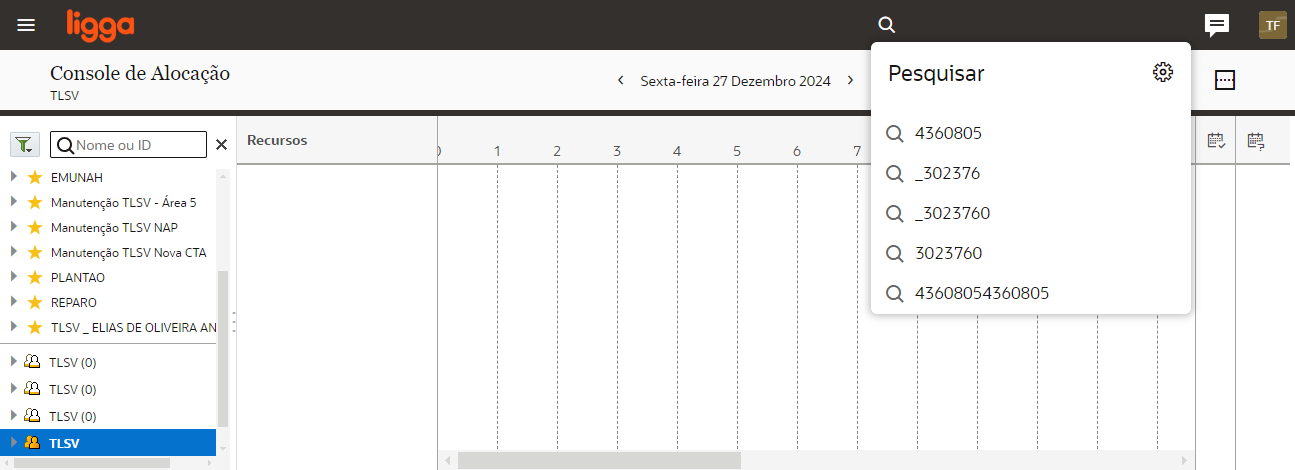 ligga
TF
Console de Alocação
TLSV
Sexta-feira 27 Dezembro 2024
Pesquisar
4360805
_302376
_3023760
3023760
43608054360805
Nome ou ID
Recursos
0 1 2 3 4 5 6 7
EMUNAH
Manutenção TLSV - Área 5
Manutenção TLSV NAP
Manutenção TLSV Nova CTA
PLANTAO
REPARO
TLSV _ ELIAS DE OLIVEIRA AN
TLSV (0)
TLSV (0)
TLSV (0)
TLSV